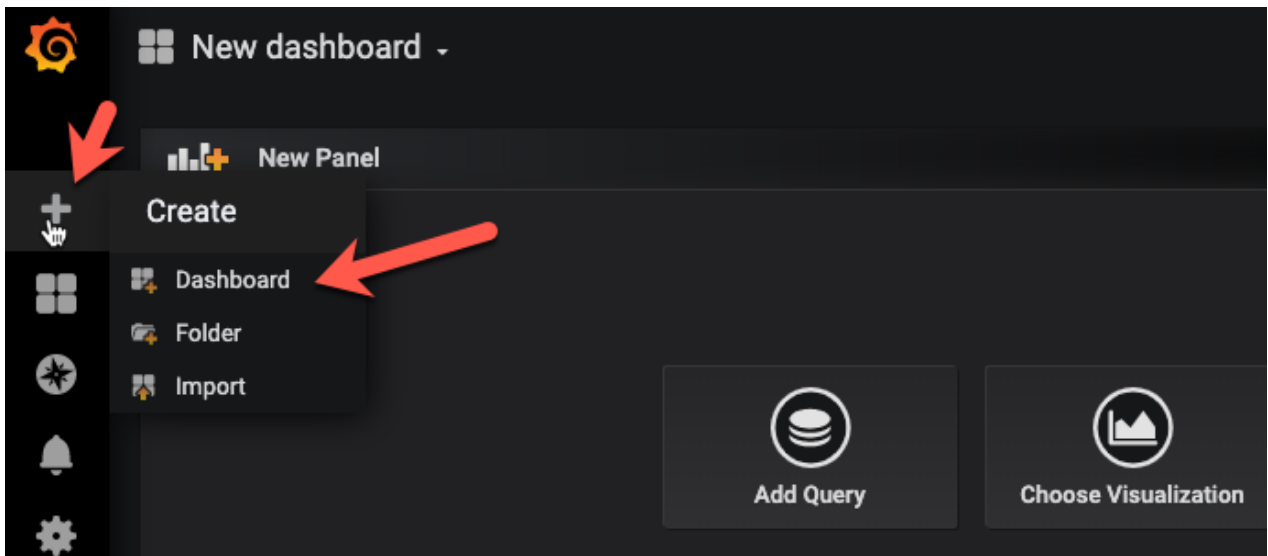 New dashboard
New Panel
Create
Dashboard
Folder
Import
Add Query
Choose Visualization